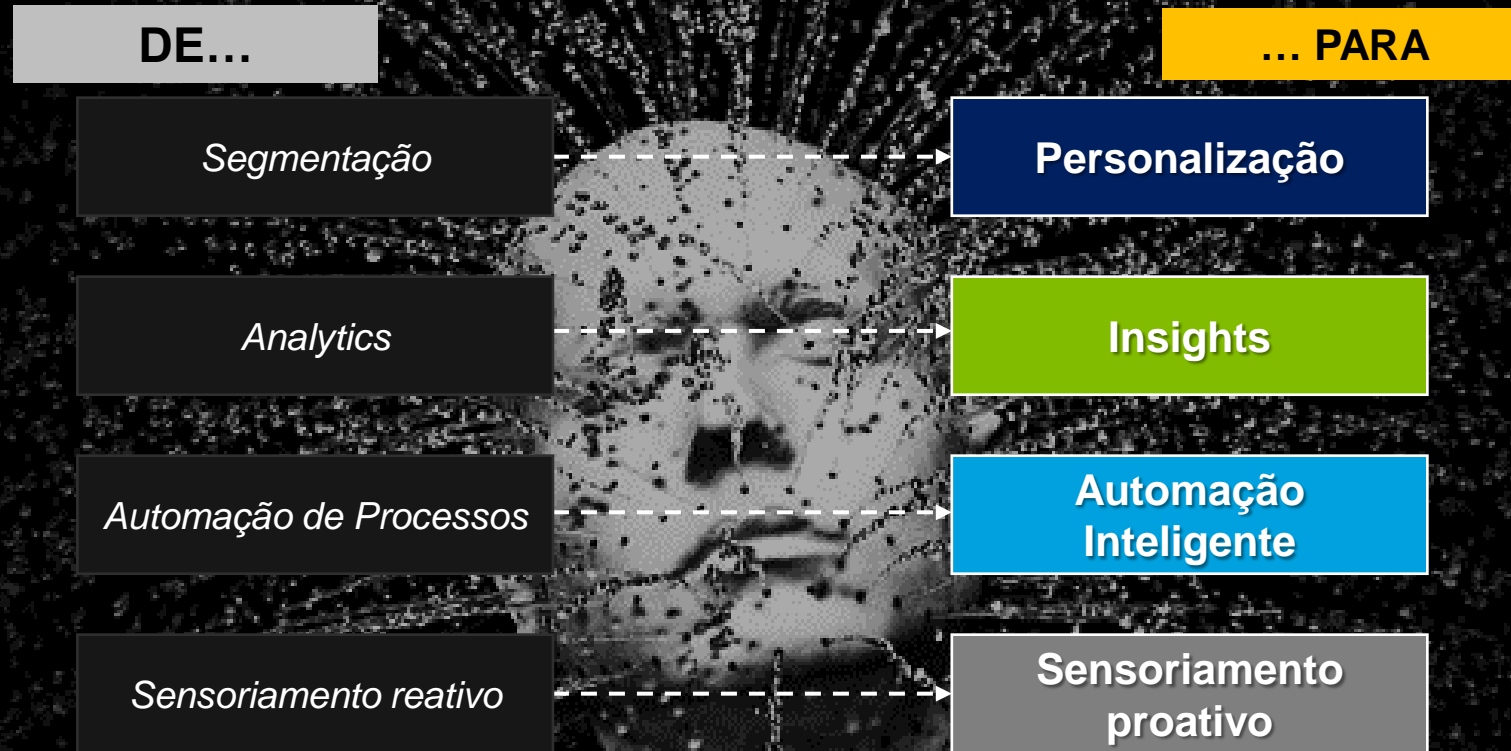 DE…
… PARA
Segmentação
Personalização
Analytics
Insights
Automação de Processos
Automação
Inteligente
Sensoriamento reativo
Sensoriamento
proativo